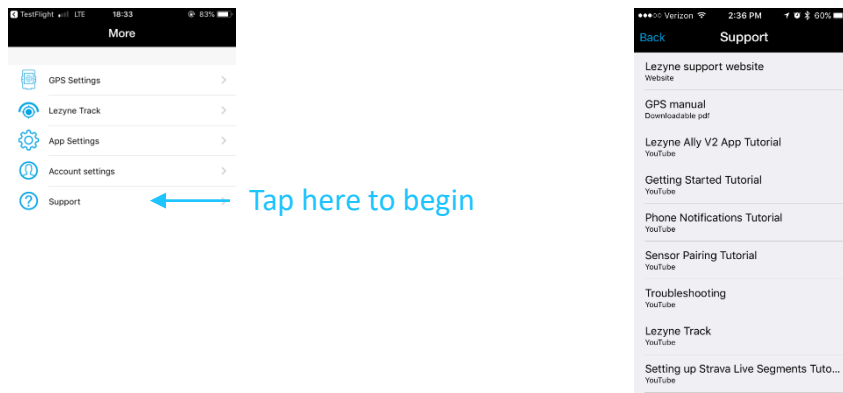 TestFlight LTE 18:33 83%
More
GPS Settings
Lezyne Track
App Settings
Account settings
Support
Tap here to begin
Verizon 2:36 PM 60%
Back Support
Lezyne support website
Website
GPS manual
Downloadable pdf
Lezyne Ally V2 App Tutorial
YouTube
Getting Started Tutorial
YouTube
Phone Notifications Tutorial
YouTube
Sensor Pairing Tutorial
YouTube
Troubleshooting
YouTube
Lezyne Track
YouTube
Setting up Strava Live Segments Tuto...
YouTube